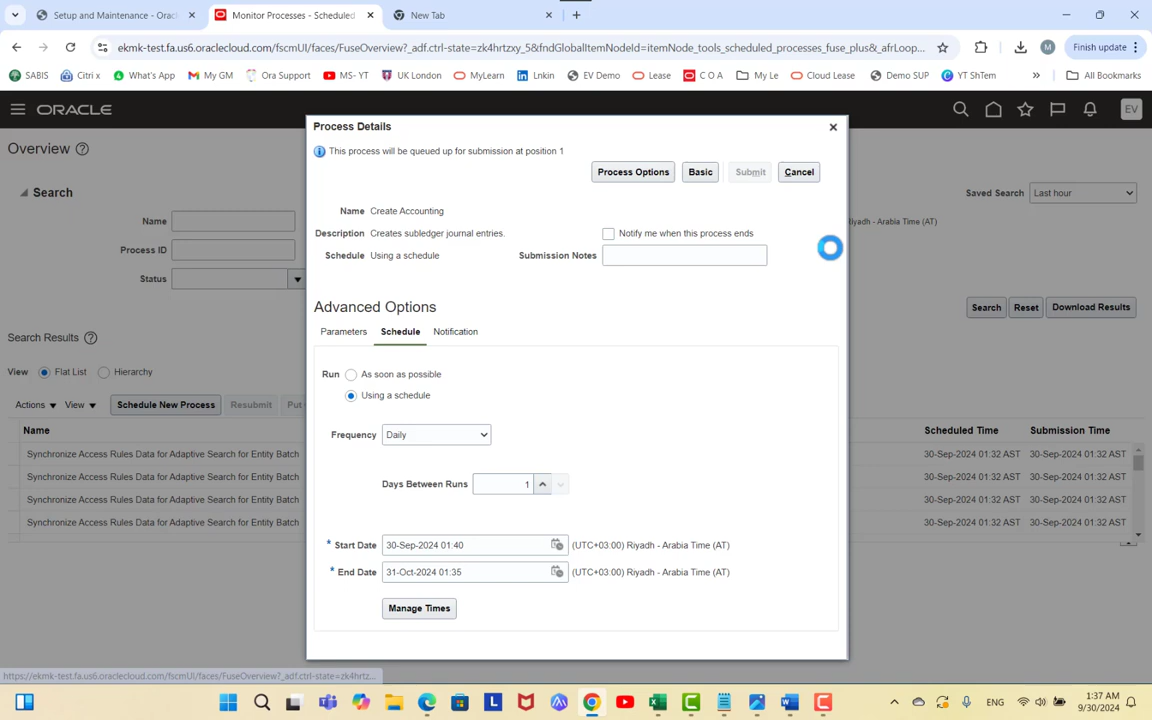 Setup and Maintenance - Oracl
Monitor Processes - Scheduled
New Tab
ekmk-test.fa.us6.oraclecloud.com/fscmUI/faces/FuseOverview?_adf.ctrl-state=zk4hrtzxy_5&fndGlobalItemNodeId=itemNode_tools_scheduled_processes_fuse_plus&_afrLoop...
M
Finish update
SABIS
Citri x
What's App
My GM
Ora Support
MS- YT
UK London
MyLearn
Lnkin
EV Demo
Lease
C O A
My Le
Cloud Lease
Demo SUP
YT ShTem
»
All Bookmarks
ORACLE
EV
Overview
Search
Saved Search
Last hour
Name
Riyadh - Arabia Time (AT)
Process ID
Status
Search
Reset
Download Results
Search Results
View
Flat List
Hierarchy
Actions
View
Schedule New Process
Resubmit
Put
Name
Scheduled Time
Submission Time
Synchronize Access Rules Data for Adaptive Search for Entity Batch
30-Sep-2024 01:32 AST
30-Sep-2024 01:32 AST
Synchronize Access Rules Data for Adaptive Search for Entity Batch
30-Sep-2024 01:32 AST
30-Sep-2024 01:32 AST
Synchronize Access Rules Data for Adaptive Search for Entity Batch
30-Sep-2024 01:32 AST
30-Sep-2024 01:32 AST
Synchronize Access Rules Data for Adaptive Search for Entity Batch
30-Sep-2024 01:32 AST
30-Sep-2024 01:32 AST
Process Details
This process will be queued up for submission at position 1
Process Options
Basic
Submit
Cancel
Name Create Accounting
Description Creates subledger journal entries.
Notify me when this process ends
Schedule Using a schedule
Submission Notes
Advanced Options
Parameters
Schedule
Notification
Run
As soon as possible
Using a schedule
Frequency
Daily
Days Between Runs
1
* Start Date
30-Sep-2024 01:40
(UTC+03:00) Riyadh - Arabia Time (AT)
* End Date
31-Oct-2024 01:35
(UTC+03:00) Riyadh - Arabia Time (AT)
Manage Times
https://ekmk-test.fa.us6.oraclecloud.com/fscmUI/faces/FuseOverview?_adf.ctrl-state=zk4hrtz...
ENG
1:37 AM
9/30/2024